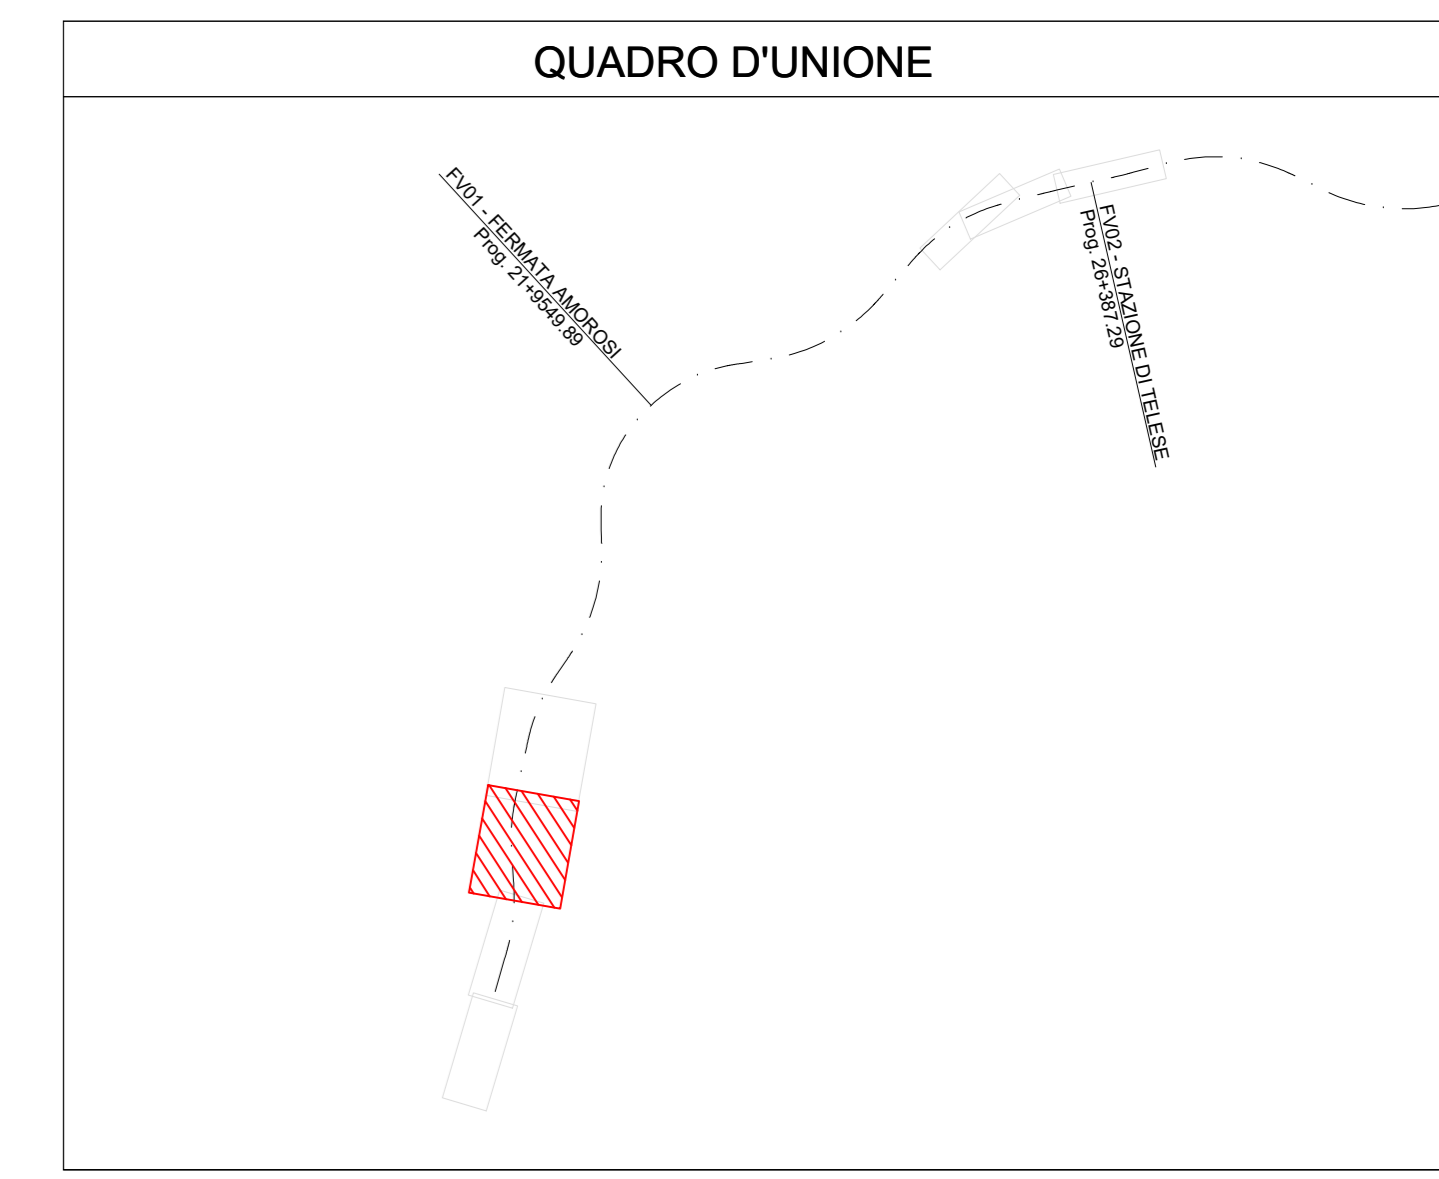 QUADRO D'UNIONE
FV01 - FERMATA AMOROSI
Prog. 21+9549.89
FV02 - STAZIONE DI TELESE
Prog. 26+387.29